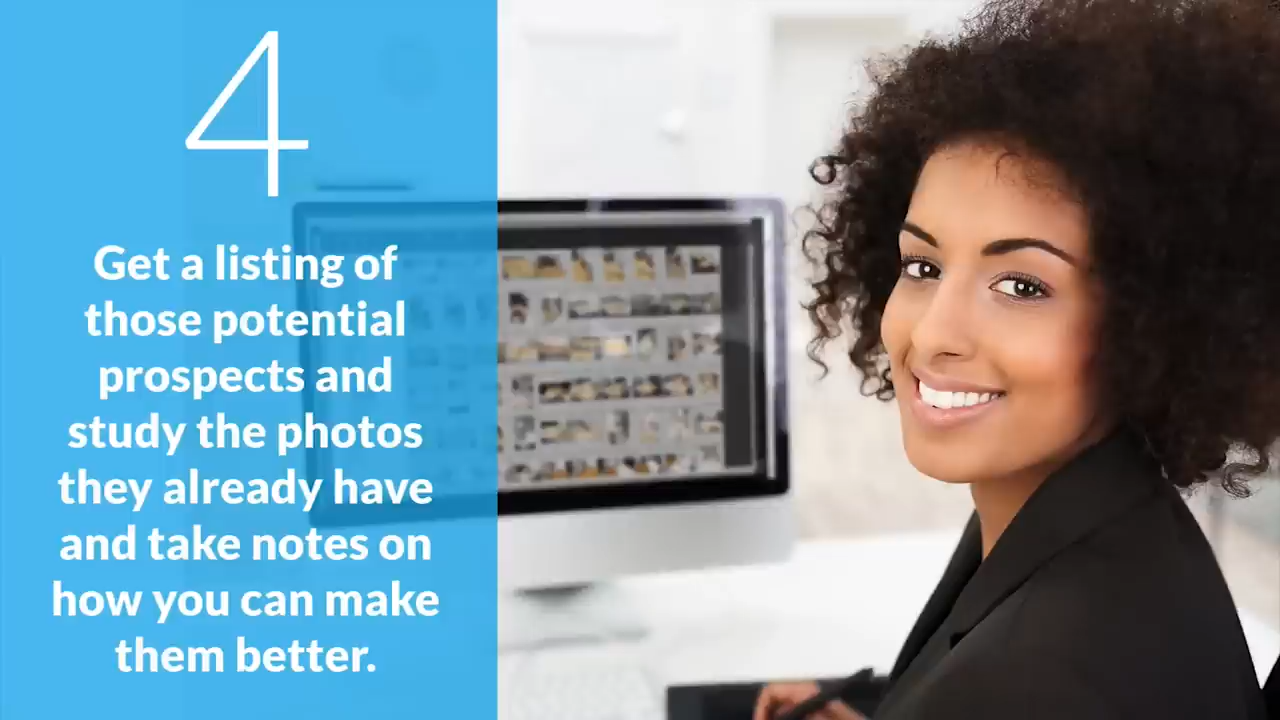 4
Get a listing of
those potential
prospects and
study the photos
they already have
and take notes on
how you can make
them better.